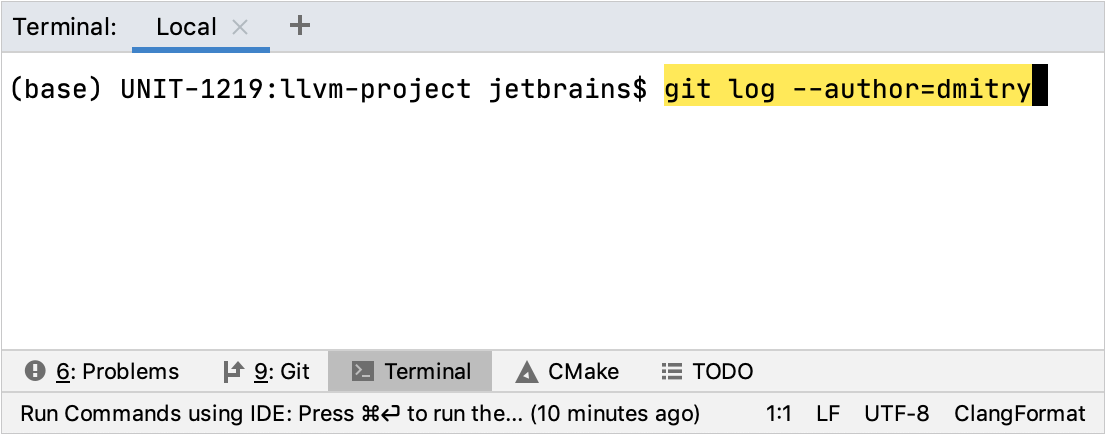 Terminal: Local × +
(base) UNIT-1219:llvm-project jetbrains$ git log --author=dmitry
6: Problems 9: Git Terminal CMake TODO
Run Commands using IDE: Press ⌘⏎ to run the... (10 minutes ago) 1:1 LF UTF-8 ClangFormat